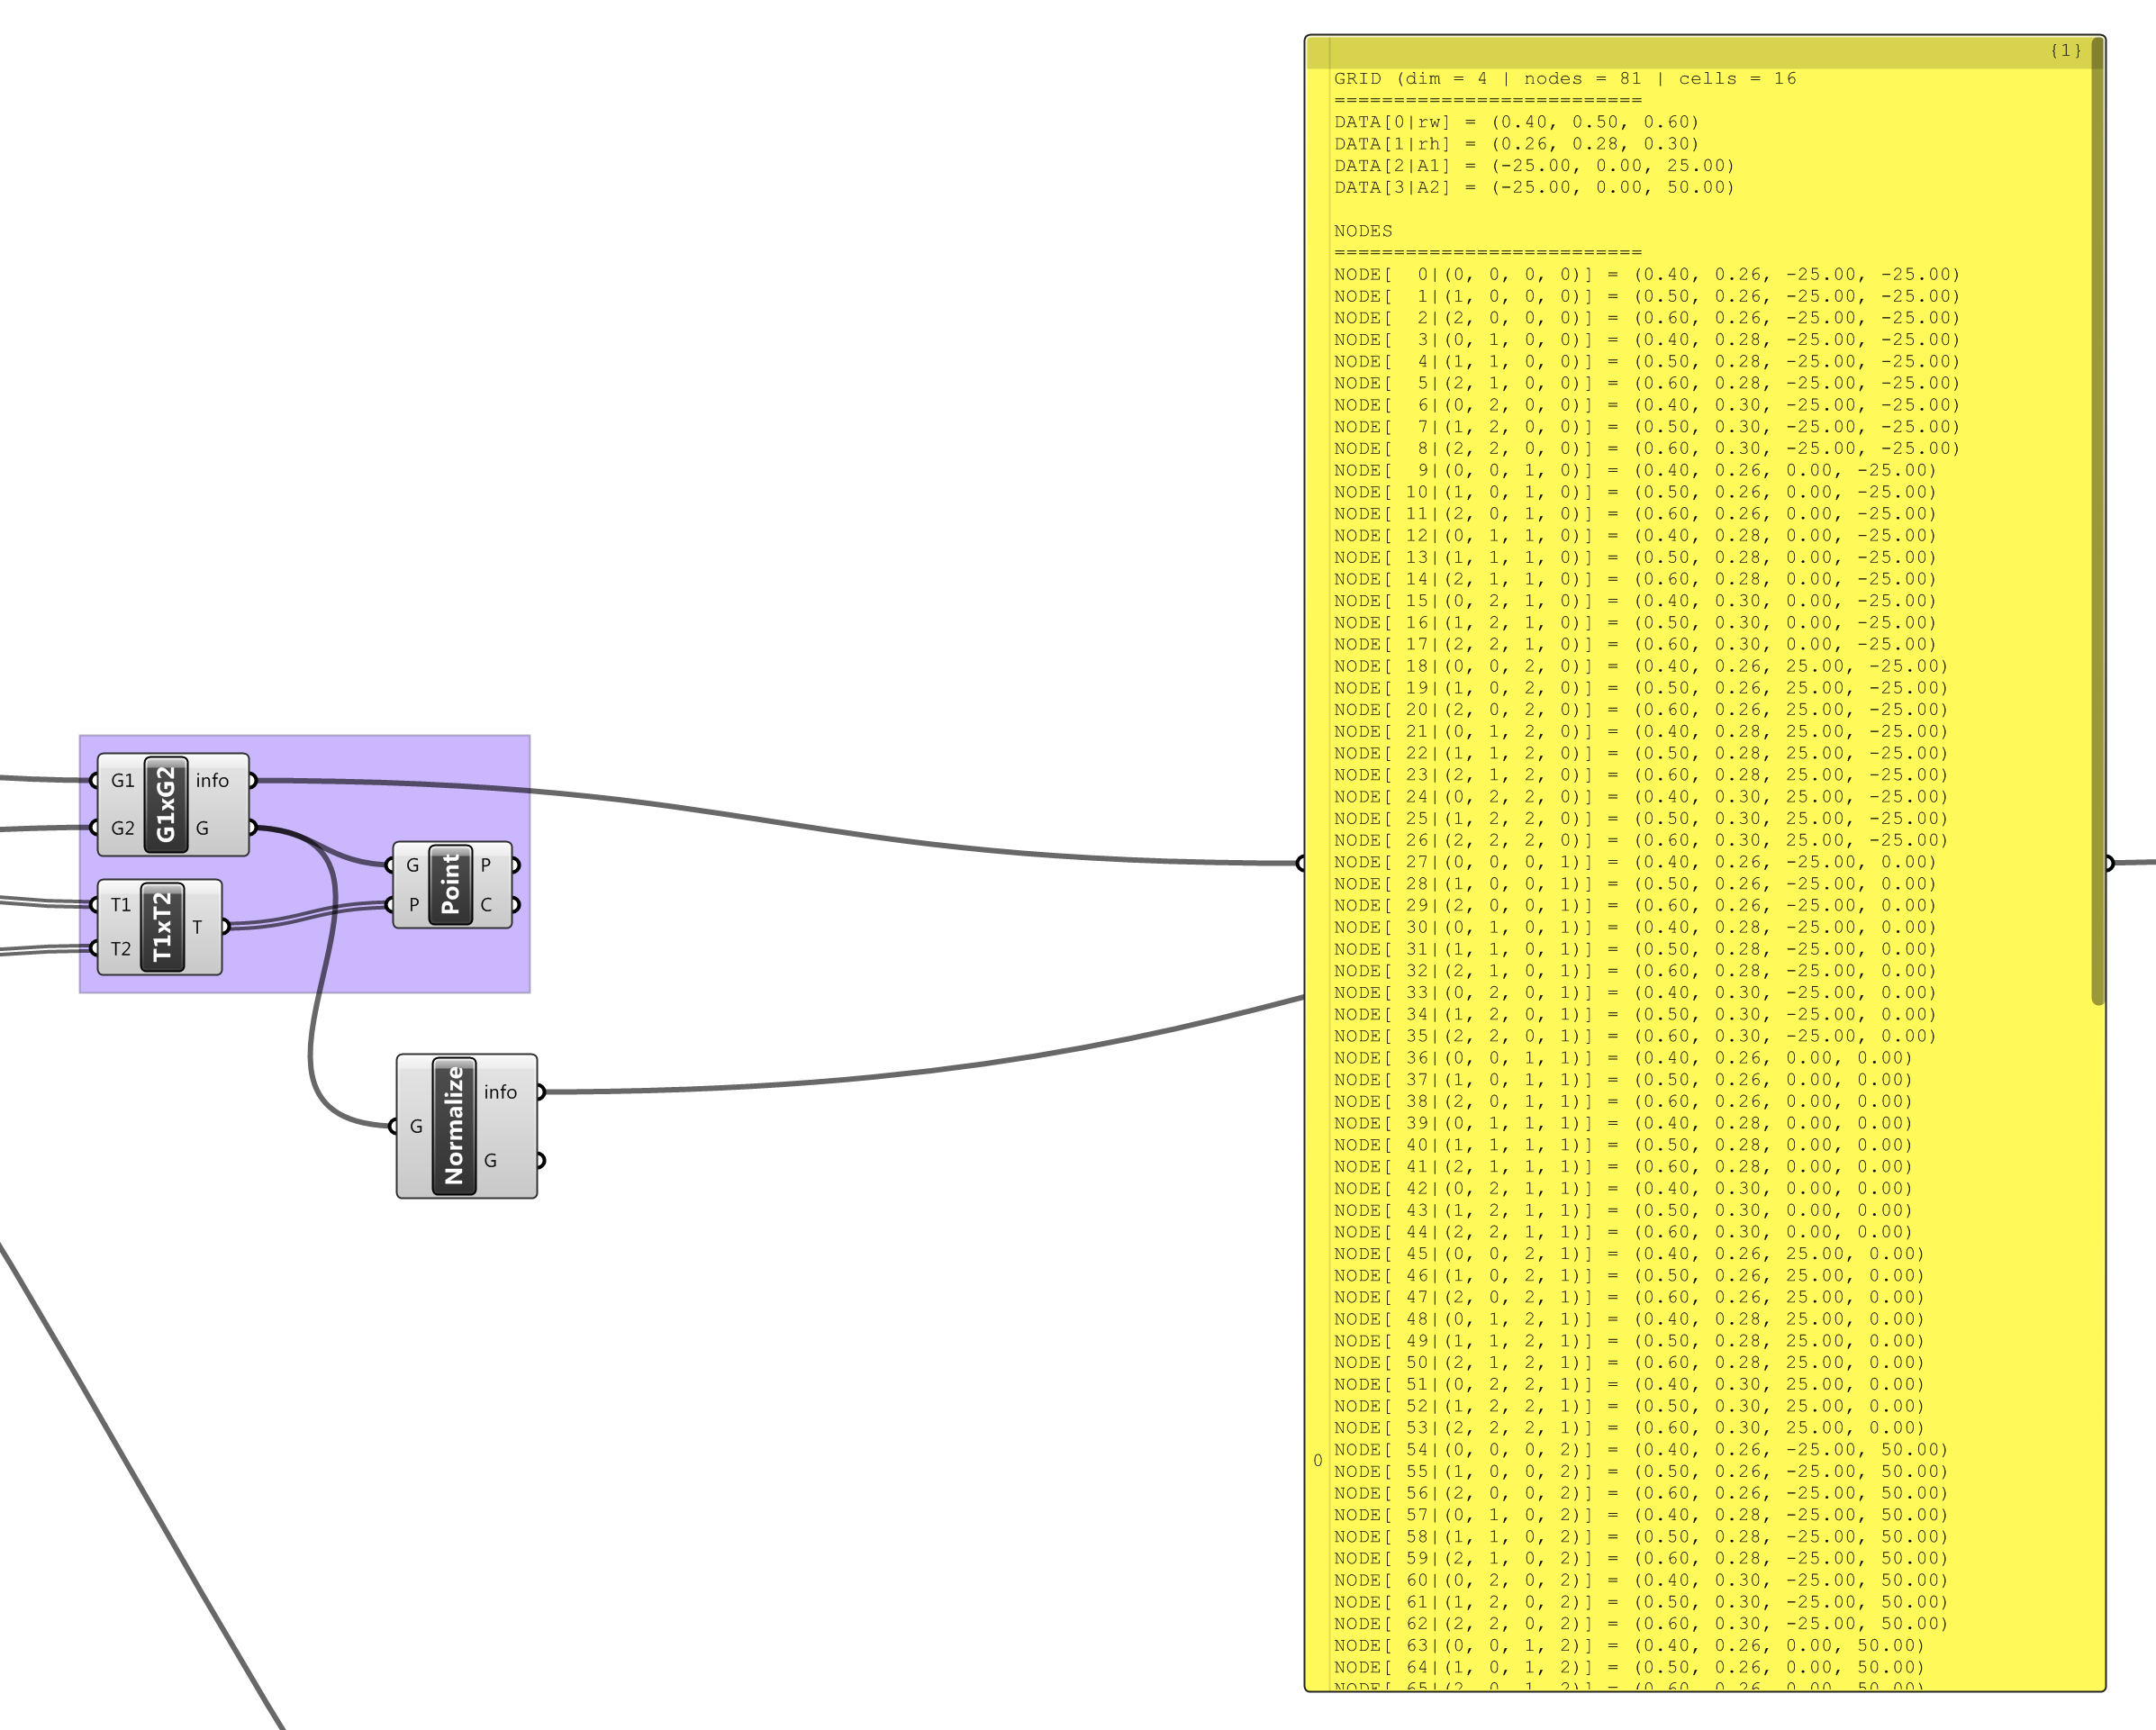 G1
G2
G1xG2
info
G
T1
T2
T1xT2
T
G
P
Point
P
C
G
Normalize
info
G
{1}
0
GRID (dim = 4 | nodes = 81 | cells = 16
==========================
DATA[0|rw] = (0.40, 0.50, 0.60)
DATA[1|rh] = (0.26, 0.28, 0.30)
DATA[2|A1] = (-25.00, 0.00, 25.00)
DATA[3|A2] = (-25.00, 0.00, 50.00)
NODES
==========================
NODE[  0|(0, 0, 0, 0)] = (0.40, 0.26, -25.00, -25.00)
NODE[  1|(1, 0, 0, 0)] = (0.50, 0.26, -25.00, -25.00)
NODE[  2|(2, 0, 0, 0)] = (0.60, 0.26, -25.00, -25.00)
NODE[  3|(0, 1, 0, 0)] = (0.40, 0.28, -25.00, -25.00)
NODE[  4|(1, 1, 0, 0)] = (0.50, 0.28, -25.00, -25.00)
NODE[  5|(2, 1, 0, 0)] = (0.60, 0.28, -25.00, -25.00)
NODE[  6|(0, 2, 0, 0)] = (0.40, 0.30, -25.00, -25.00)
NODE[  7|(1, 2, 0, 0)] = (0.50, 0.30, -25.00, -25.00)
NODE[  8|(2, 2, 0, 0)] = (0.60, 0.30, -25.00, -25.00)
NODE[  9|(0, 0, 1, 0)] = (0.40, 0.26, 0.00, -25.00)
NODE[ 10|(1, 0, 1, 0)] = (0.50, 0.26, 0.00, -25.00)
NODE[ 11|(2, 0, 1, 0)] = (0.60, 0.26, 0.00, -25.00)
NODE[ 12|(0, 1, 1, 0)] = (0.40, 0.28, 0.00, -25.00)
NODE[ 13|(1, 1, 1, 0)] = (0.50, 0.28, 0.00, -25.00)
NODE[ 14|(2, 1, 1, 0)] = (0.60, 0.28, 0.00, -25.00)
NODE[ 15|(0, 2, 1, 0)] = (0.40, 0.30, 0.00, -25.00)
NODE[ 16|(1, 2, 1, 0)] = (0.50, 0.30, 0.00, -25.00)
NODE[ 17|(2, 2, 1, 0)] = (0.60, 0.30, 0.00, -25.00)
NODE[ 18|(0, 0, 2, 0)] = (0.40, 0.26, 25.00, -25.00)
NODE[ 19|(1, 0, 2, 0)] = (0.50, 0.26, 25.00, -25.00)
NODE[ 20|(2, 0, 2, 0)] = (0.60, 0.26, 25.00, -25.00)
NODE[ 21|(0, 1, 2, 0)] = (0.40, 0.28, 25.00, -25.00)
NODE[ 22|(1, 1, 2, 0)] = (0.50, 0.28, 25.00, -25.00)
NODE[ 23|(2, 1, 2, 0)] = (0.60, 0.28, 25.00, -25.00)
NODE[ 24|(0, 2, 2, 0)] = (0.40, 0.30, 25.00, -25.00)
NODE[ 25|(1, 2, 2, 0)] = (0.50, 0.30, 25.00, -25.00)
NODE[ 26|(2, 2, 2, 0)] = (0.60, 0.30, 25.00, -25.00)
NODE[ 27|(0, 0, 0, 1)] = (0.40, 0.26, -25.00, 0.00)
NODE[ 28|(1, 0, 0, 1)] = (0.50, 0.26, -25.00, 0.00)
NODE[ 29|(2, 0, 0, 1)] = (0.60, 0.26, -25.00, 0.00)
NODE[ 30|(0, 1, 0, 1)] = (0.40, 0.28, -25.00, 0.00)
NODE[ 31|(1, 1, 0, 1)] = (0.50, 0.28, -25.00, 0.00)
NODE[ 32|(2, 1, 0, 1)] = (0.60, 0.28, -25.00, 0.00)
NODE[ 33|(0, 2, 0, 1)] = (0.40, 0.30, -25.00, 0.00)
NODE[ 34|(1, 2, 0, 1)] = (0.50, 0.30, -25.00, 0.00)
NODE[ 35|(2, 2, 0, 1)] = (0.60, 0.30, -25.00, 0.00)
NODE[ 36|(0, 0, 1, 1)] = (0.40, 0.26, 0.00, 0.00)
NODE[ 37|(1, 0, 1, 1)] = (0.50, 0.26, 0.00, 0.00)
NODE[ 38|(2, 0, 1, 1)] = (0.60, 0.26, 0.00, 0.00)
NODE[ 39|(0, 1, 1, 1)] = (0.40, 0.28, 0.00, 0.00)
NODE[ 40|(1, 1, 1, 1)] = (0.50, 0.28, 0.00, 0.00)
NODE[ 41|(2, 1, 1, 1)] = (0.60, 0.28, 0.00, 0.00)
NODE[ 42|(0, 2, 1, 1)] = (0.40, 0.30, 0.00, 0.00)
NODE[ 43|(1, 2, 1, 1)] = (0.50, 0.30, 0.00, 0.00)
NODE[ 44|(2, 2, 1, 1)] = (0.60, 0.30, 0.00, 0.00)
NODE[ 45|(0, 0, 2, 1)] = (0.40, 0.26, 25.00, 0.00)
NODE[ 46|(1, 0, 2, 1)] = (0.50, 0.26, 25.00, 0.00)
NODE[ 47|(2, 0, 2, 1)] = (0.60, 0.26, 25.00, 0.00)
NODE[ 48|(0, 1, 2, 1)] = (0.40, 0.28, 25.00, 0.00)
NODE[ 49|(1, 1, 2, 1)] = (0.50, 0.28, 25.00, 0.00)
NODE[ 50|(2, 1, 2, 1)] = (0.60, 0.28, 25.00, 0.00)
NODE[ 51|(0, 2, 2, 1)] = (0.40, 0.30, 25.00, 0.00)
NODE[ 52|(1, 2, 2, 1)] = (0.50, 0.30, 25.00, 0.00)
NODE[ 53|(2, 2, 2, 1)] = (0.60, 0.30, 25.00, 0.00)
NODE[ 54|(0, 0, 0, 2)] = (0.40, 0.26, -25.00, 50.00)
NODE[ 55|(1, 0, 0, 2)] = (0.50, 0.26, -25.00, 50.00)
NODE[ 56|(2, 0, 0, 2)] = (0.60, 0.26, -25.00, 50.00)
NODE[ 57|(0, 1, 0, 2)] = (0.40, 0.28, -25.00, 50.00)
NODE[ 58|(1, 1, 0, 2)] = (0.50, 0.28, -25.00, 50.00)
NODE[ 59|(2, 1, 0, 2)] = (0.60, 0.28, -25.00, 50.00)
NODE[ 60|(0, 2, 0, 2)] = (0.40, 0.30, -25.00, 50.00)
NODE[ 61|(1, 2, 0, 2)] = (0.50, 0.30, -25.00, 50.00)
NODE[ 62|(2, 2, 0, 2)] = (0.60, 0.30, -25.00, 50.00)
NODE[ 63|(0, 0, 1, 2)] = (0.40, 0.26, 0.00, 50.00)
NODE[ 64|(1, 0, 1, 2)] = (0.50, 0.26, 0.00, 50.00)
NODE[ 65|(2, 0, 1, 2)] = (0.60, 0.26, 0.00, 50.00)